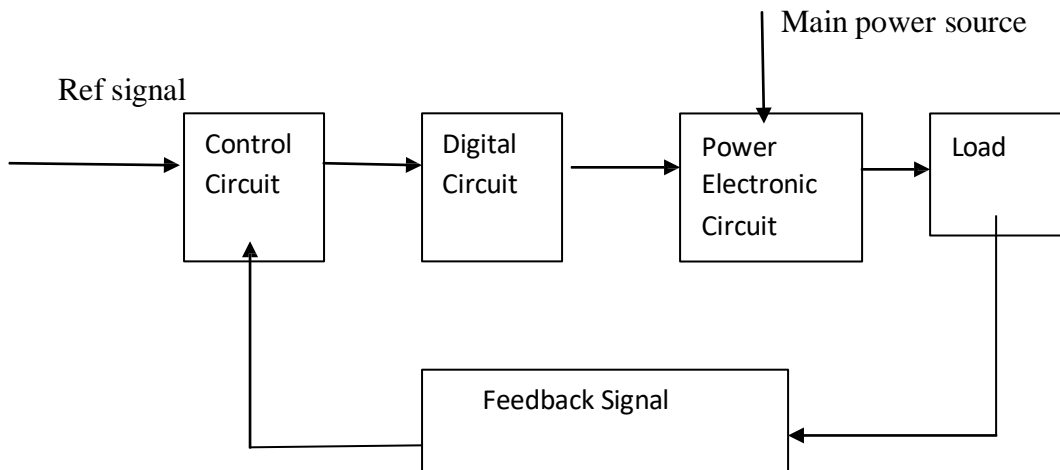 Main power source
Ref signal
Control
Circuit
Digital
Circuit
Power
Electronic
Circuit
Load
Feedback Signal